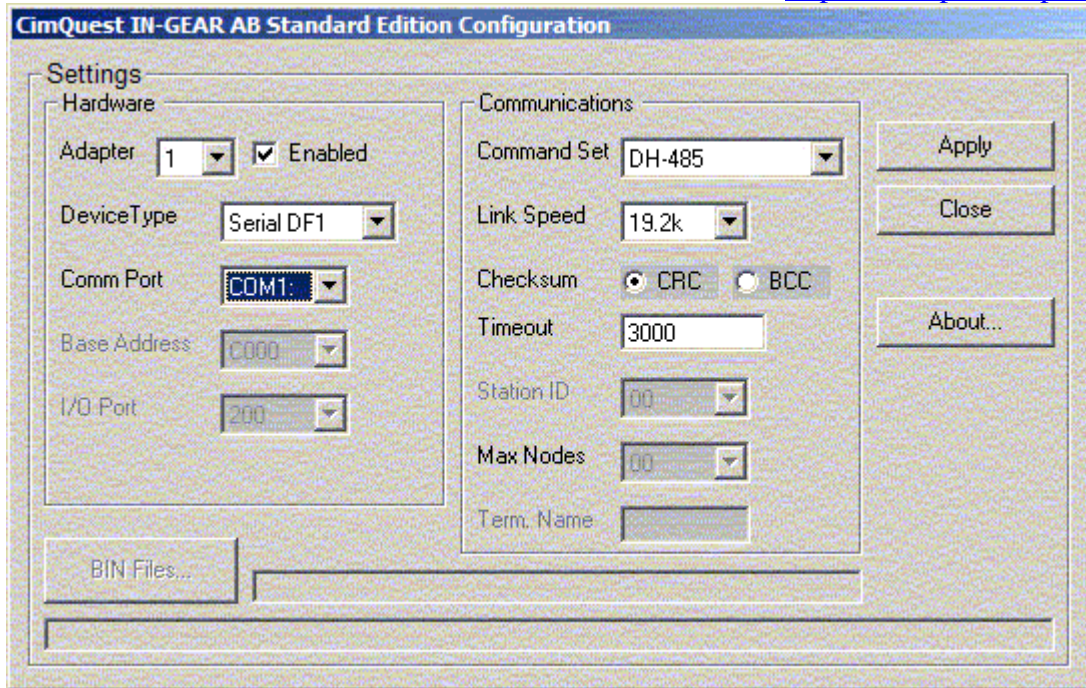 CimQuest IN-GEAR AB Standard Edition Configuration
Settings
Hardware
Adapter 1 Enabled
DeviceType Serial DF1
Comm Port COM1:
Base Address C000
I/O Port 200
Communications
Command Set DH-485
Link Speed 19.2k
Checksum CRC BCC
Timeout 3000
Station ID 00
Max Nodes 00
Term. Name
Apply
Close
About...
BIN Files...